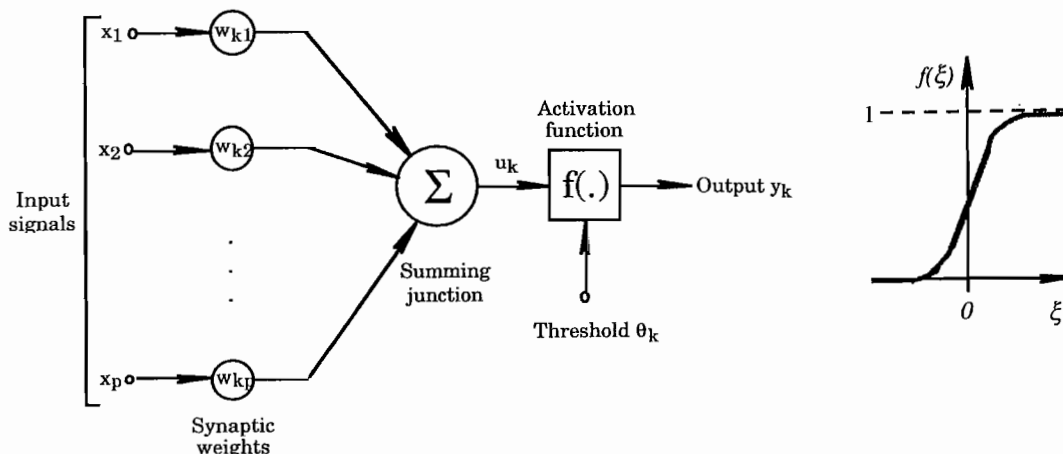 x1
wk1
x2
wk2
Input
signals
.
.
.
xp
wkp
Synaptic
weights
Σ
Summing
junction
uk
Activation
function
f(.)
Output yk
Threshold θk
f(ξ)
1
0
ξ